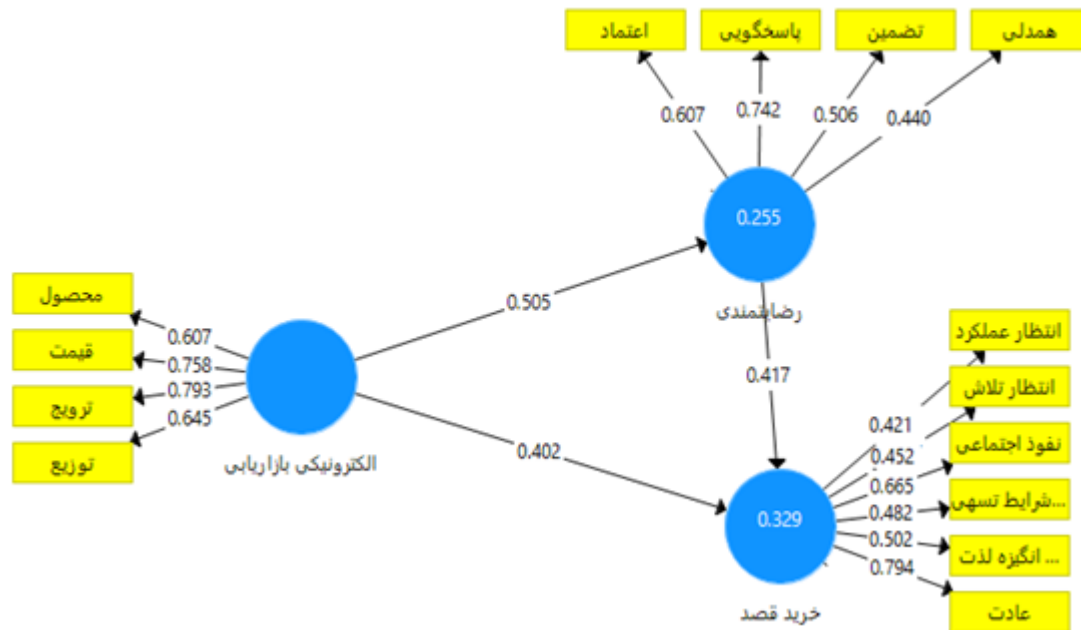 اعتماد
پاسخگویی
تضمین
همدلی
0.607
0.742
0.506
0.440
0.255
رضایتمندی
محصول
قیمت
ترویج
توزیع
0.607
0.758
0.793
0.645
الکترونیکی بازاریابی
0.505
0.402
0.417
0.329
خرید قصد
انتظار عملکرد
انتظار تلاش
نفوذ اجتماعی
شرایط تسهی...
انگیزه لذت ...
عادت
0.421
0.452
0.665
0.482
0.502
0.794